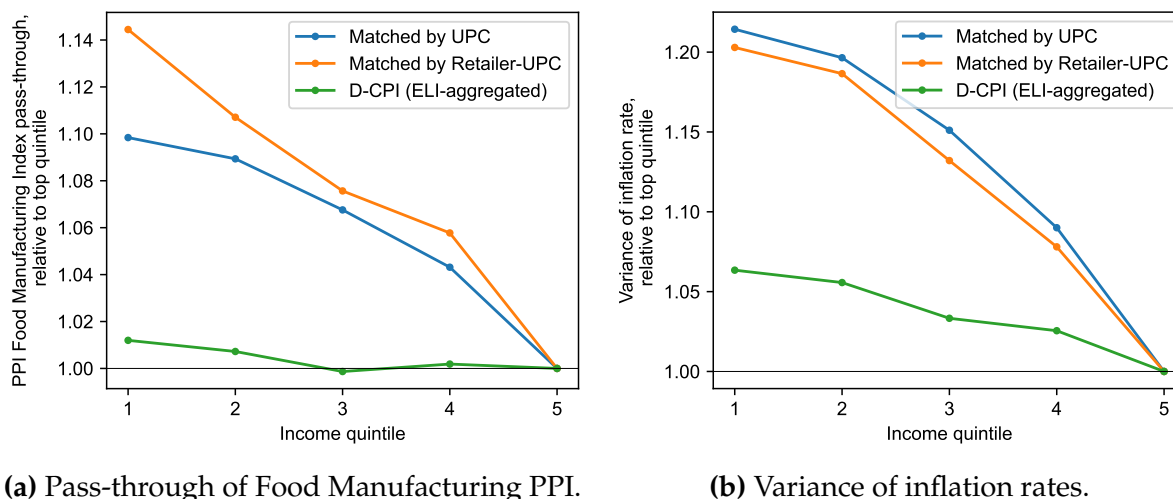 PPI Food Manufacturing Index pass-through,
relative to top quintile
1.14
1.12
1.10
1.08
1.06
1.04
1.02
1.00
Matched by UPC
Matched by Retailer-UPC
D-CPI (ELI-aggregated)
1 2 3 4 5
Income quintile
(a) Pass-through of Food Manufacturing PPI.
Variance of inflation rate,
relative to top quintile
1.20
1.15
1.10
1.05
1.00
Matched by UPC
Matched by Retailer-UPC
D-CPI (ELI-aggregated)
1 2 3 4 5
Income quintile
(b) Variance of inflation rates.